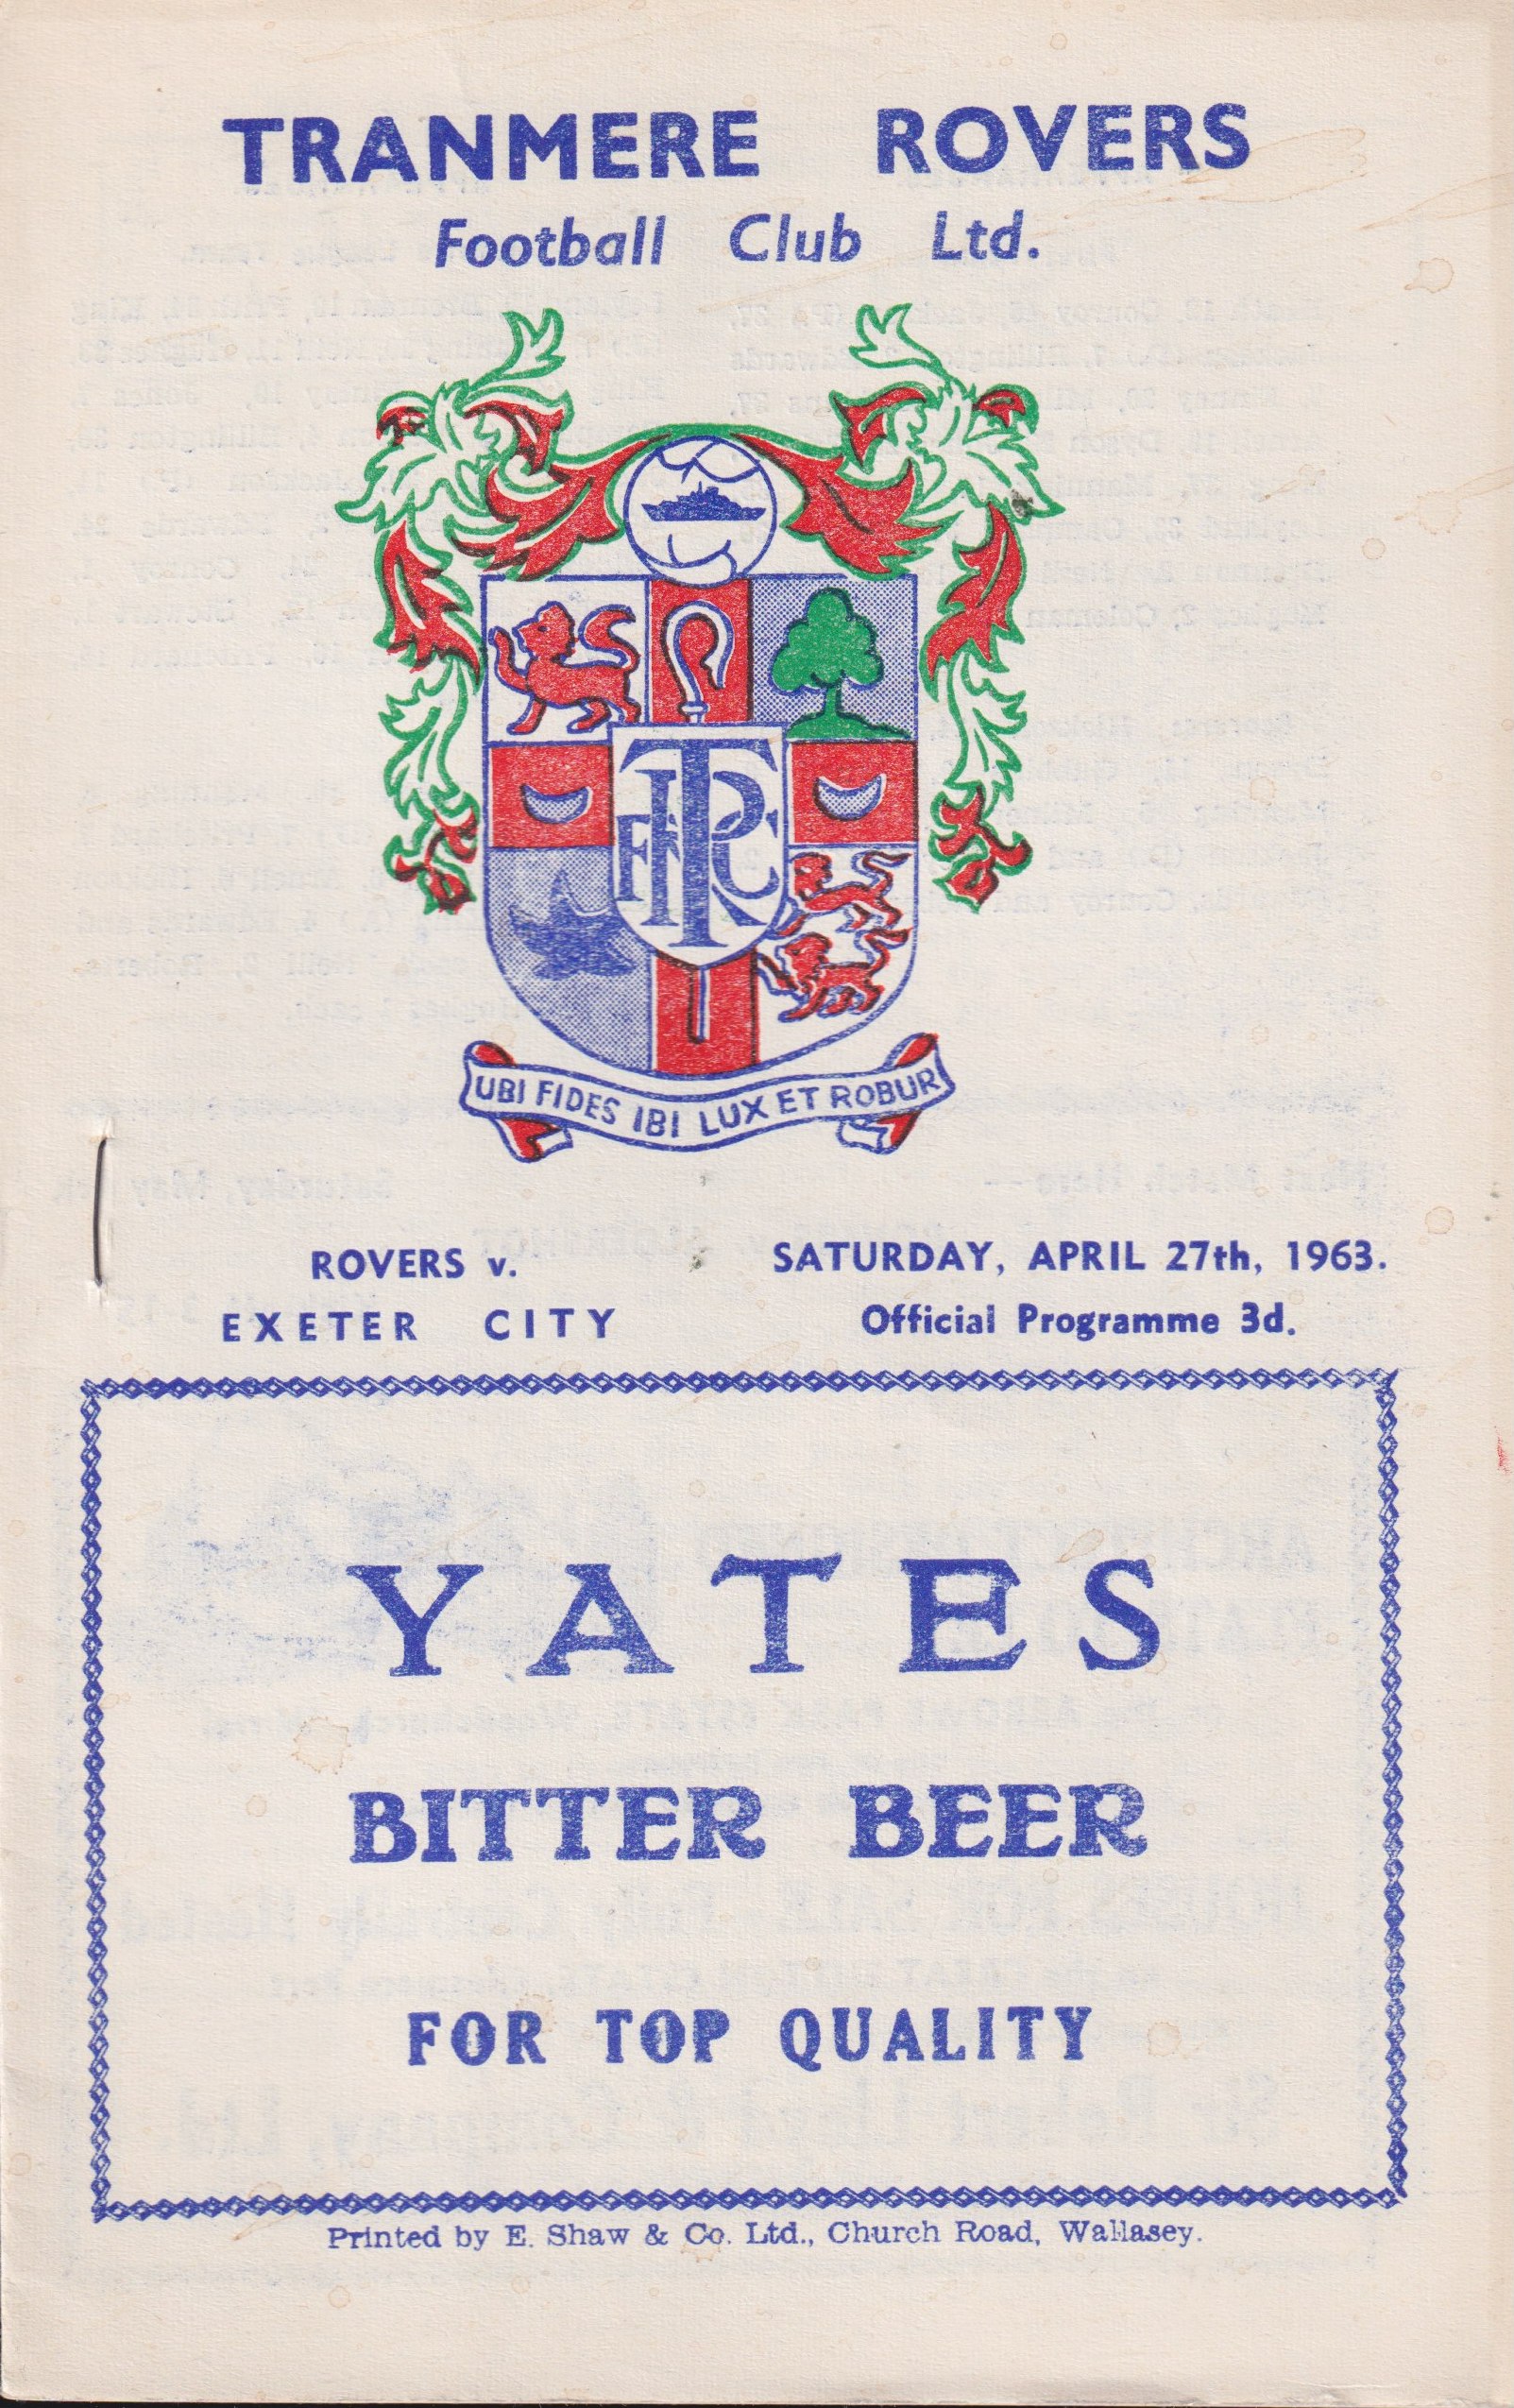 TRANMERE ROVERS
Football Club Ltd.
TRFC
UBI FIDES IBI LUX ET ROBUR
ROVERS v.
EXETER CITY
SATURDAY, APRIL 27th, 1963.
Official Programme 3d.
YATES
BITTER BEER
FOR TOP QUALITY
Printed by E. Shaw & Co. Ltd., Church Road, Wallasey.